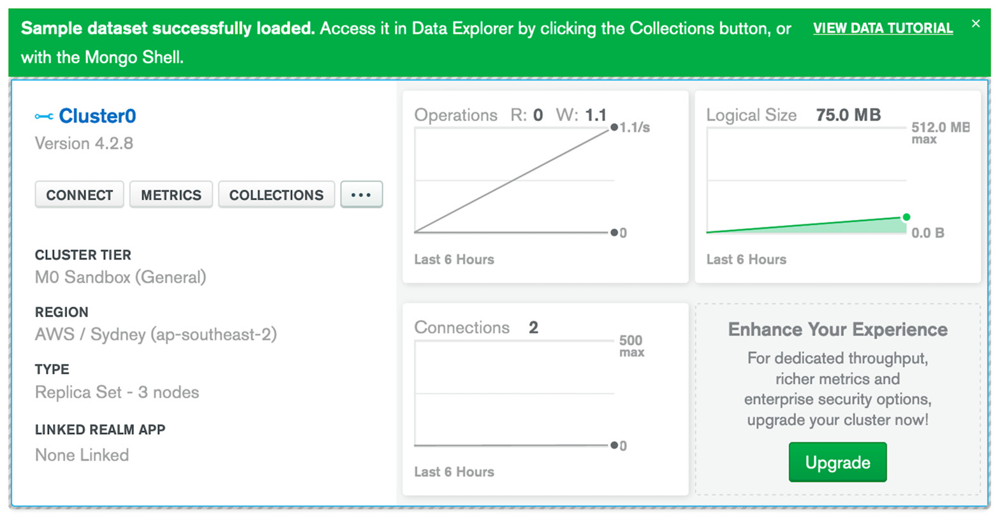 Sample dataset successfully loaded. Access it in Data Explorer by clicking the Collections button, or
with the Mongo Shell.
VIEW DATA TUTORIAL ×
Cluster0
Version 4.2.8
CONNECT METRICS COLLECTIONS ...
CLUSTER TIER
M0 Sandbox (General)
REGION
AWS / Sydney (ap-southeast-2)
TYPE
Replica Set - 3 nodes
LINKED REALM APP
None Linked
Operations R: 0 W: 1.1
1.1/s
0
Last 6 Hours
Logical Size 75.0 MB
512.0 MB
max
0.0 B
Last 6 Hours
Connections 2
500
max
0
Last 6 Hours
Enhance Your Experience
For dedicated throughput,
richer metrics and
enterprise security options,
upgrade your cluster now!
Upgrade